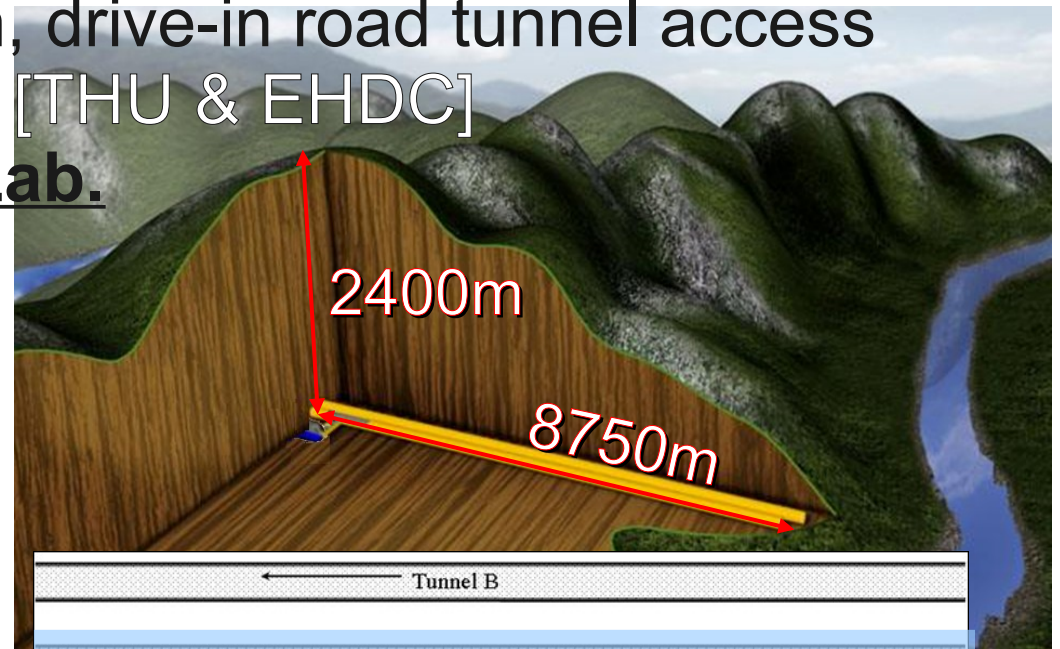 , drive-in road tunnel access
[THU & EHDC]
ab.
2400m
8750m
Tunnel B